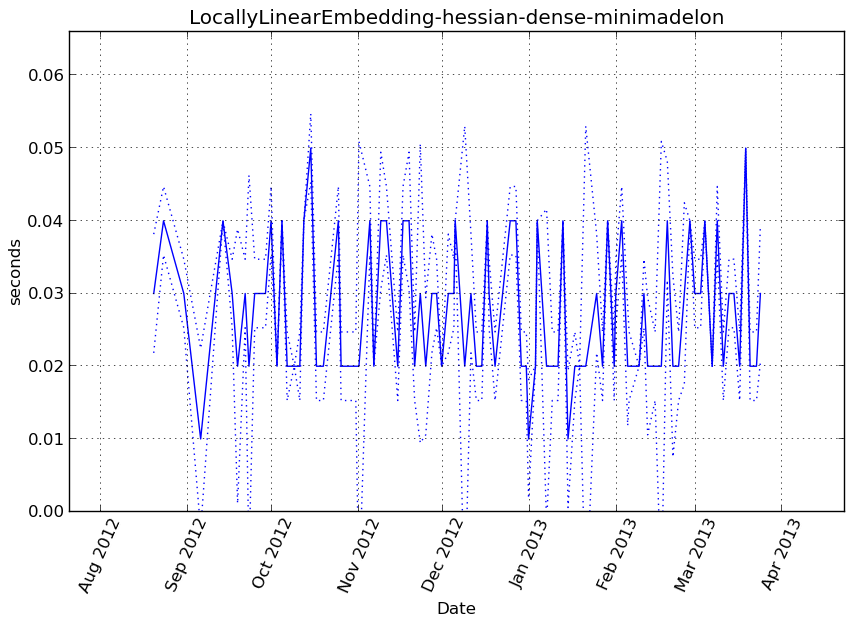 LocallyLinearEmbedding-hessian-dense-minimadelon
0.06
0.05
0.04
0.03
0.02
0.01
0.00
seconds
Aug 2012
Sep 2012
Oct 2012
Nov 2012
Dec 2012
Jan 2013
Feb 2013
Mar 2013
Apr 2013
Date